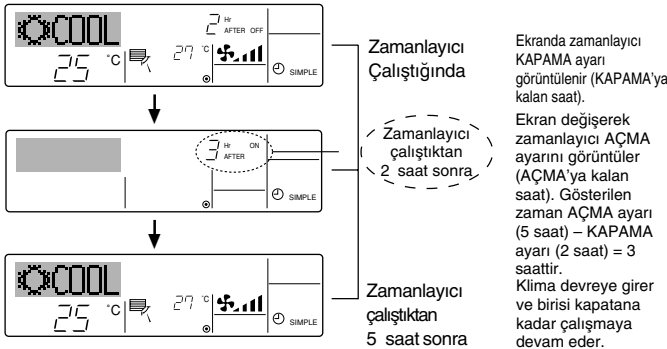 COOL
2 Hr
AFTER OFF
25 °C
27 °C
SIMPLE
Zamanlayıcı
Çalıştığında
Ekranda zamanlayıcı
KAPAMA ayarı
görüntülenir (KAPAMA'ya
kalan saat).
3 Hr ON
AFTER
SIMPLE
Zamanlayıcı
çalıştıktan
2 saat sonra
Ekran değişerek
zamanlayıcı AÇMA
ayarını görüntüler
(AÇMA'ya kalan
saat). Gösterilen
zaman AÇMA ayarı
(5 saat) – KAPAMA
ayarı (2 saat) = 3
saattir.
COOL
25 °C
27 °C
SIMPLE
Zamanlayıcı
çalıştıktan
5 saat sonra
Klima devreye girer
ve birisi kapatana
kadar çalışmaya
devam eder.